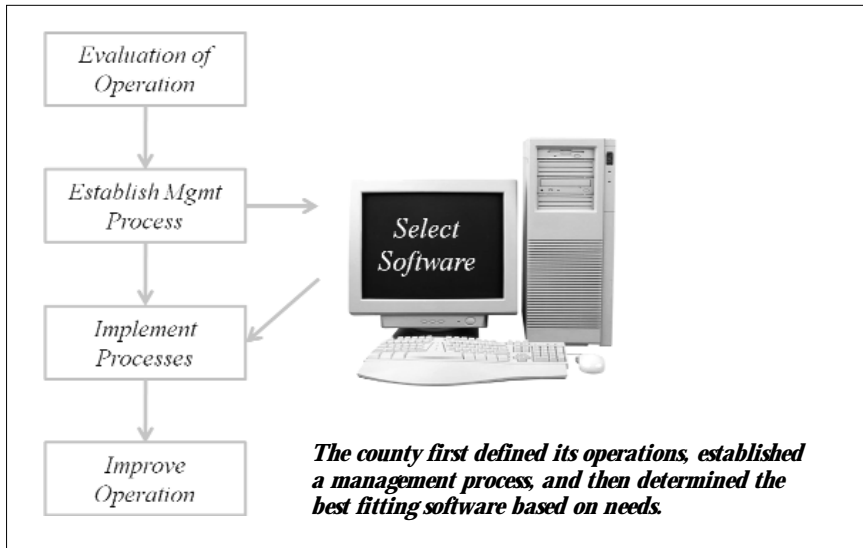 Evaluation of
Operation
Establish Mgmt
Process
Select
Software
Implement
Processes
Improve
Operation
The county first defined its operations, established
a management process, and then determined the
best fitting software based on needs.